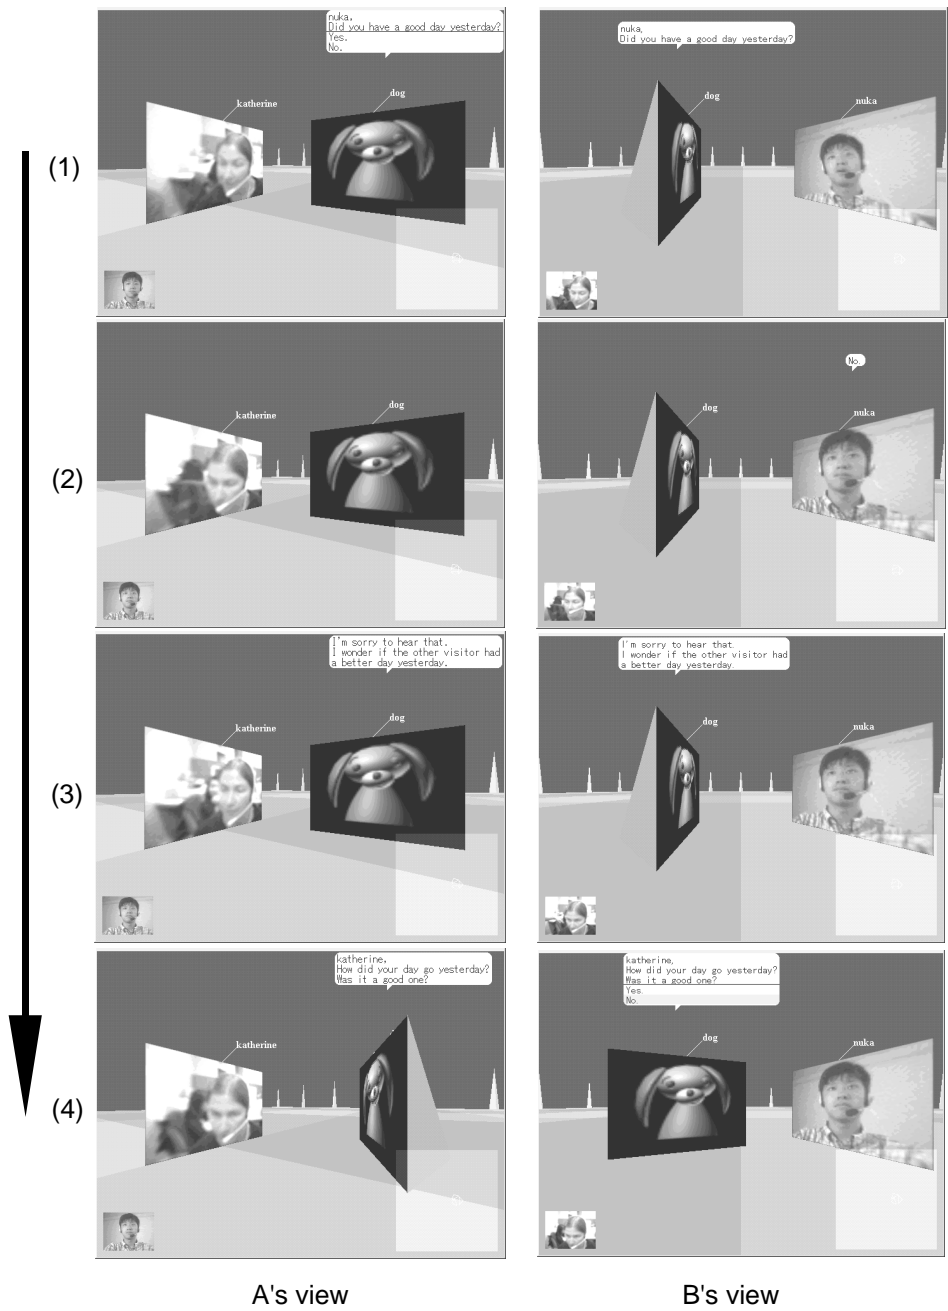 nuka,
Did you have a good day yesterday?
Yes.
No.
katherine
dog
nuka,
Did you have a good day yesterday?
dog
nuka
(1)
katherine
dog
No.
dog
nuka
(2)
I'm sorry to hear that.
I wonder if the other visitor had
a better day yesterday.
katherine
dog
I'm sorry to hear that.
I wonder if the other visitor had
a better day yesterday.
dog
nuka
(3)
katherine,
How did your day go yesterday?
Was it a good one?
katherine
katherine,
How did your day go yesterday?
Was it a good one?
Yes.
No.
dog
nuka
(4)
A's view
B's view